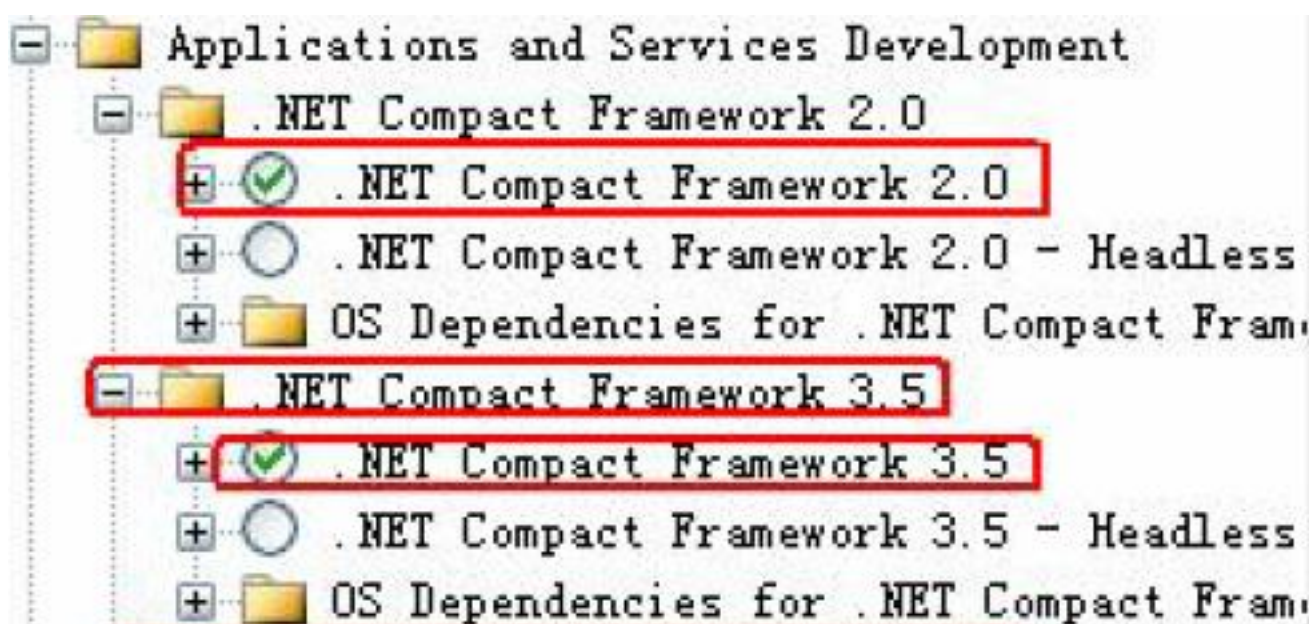 Applications and Services Development
.NET Compact Framework 2.0
.NET Compact Framework 2.0
.NET Compact Framework 2.0 - Headless
OS Dependencies for .NET Compact Fram
.NET Compact Framework 3.5
.NET Compact Framework 3.5
.NET Compact Framework 3.5 - Headless
OS Dependencies for .NET Compact Fram